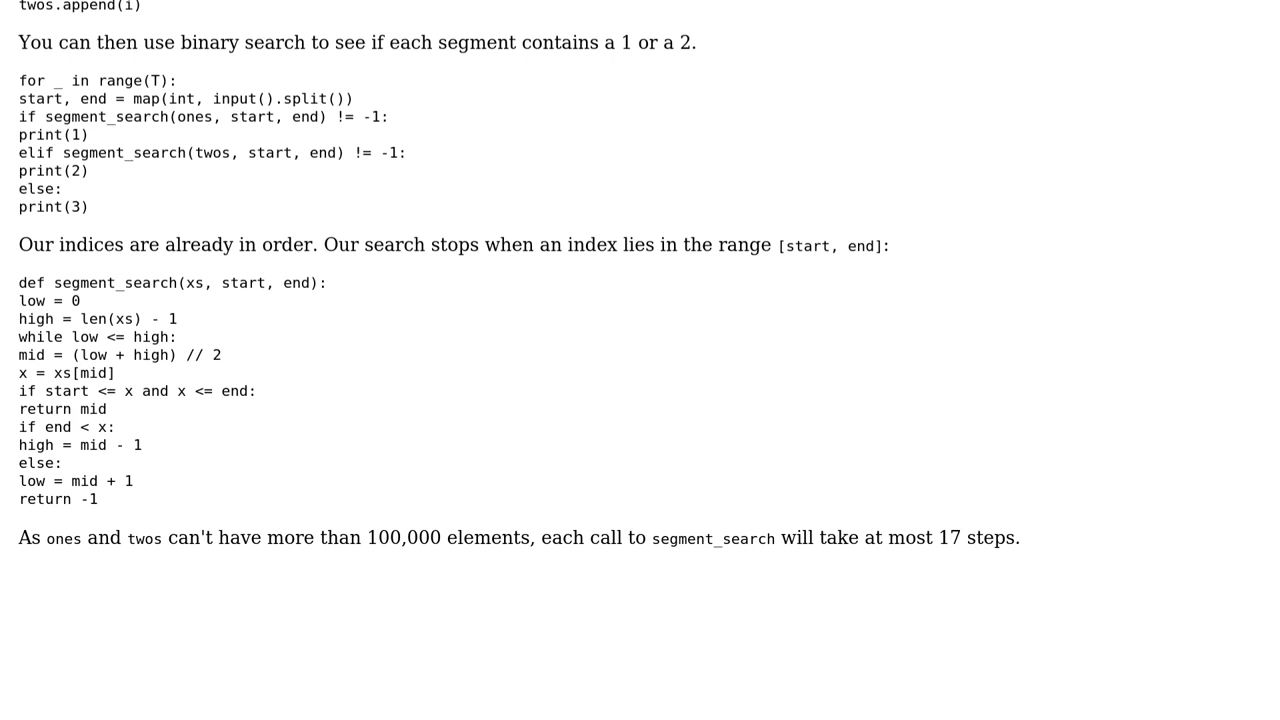 twos.append(i)
You can then use binary search to see if each segment contains a 1 or a 2.
for _ in range(T):
start, end = map(int, input().split())
if segment_search(ones, start, end) != -1:
print(1)
elif segment_search(twos, start, end) != -1:
print(2)
else:
print(3)
Our indices are already in order. Our search stops when an index lies in the range [start, end]:
def segment_search(xs, start, end):
low = 0
high = len(xs) - 1
while low <= high:
mid = (low + high) // 2
x = xs[mid]
if start <= x and x <= end:
return mid
if end < x:
high = mid - 1
else:
low = mid + 1
return -1
As ones and twos can't have more than 100,000 elements, each call to segment_search will take at most 17 steps.